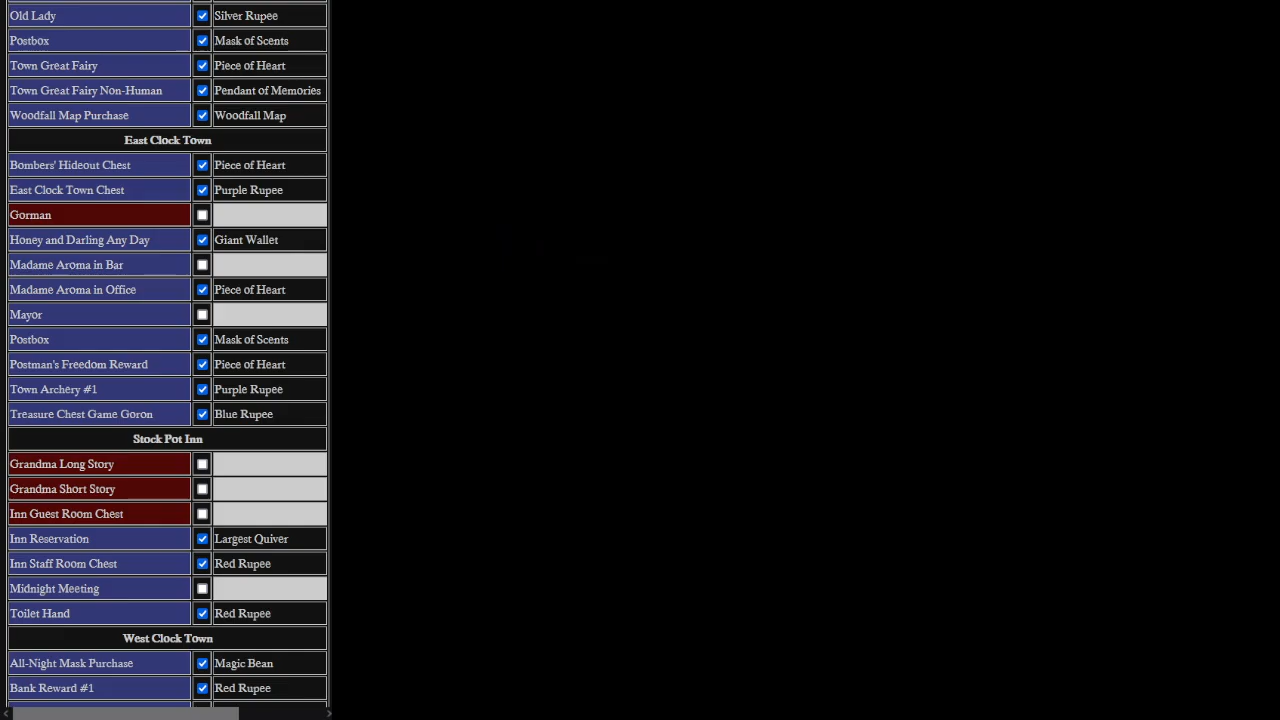 Old Lady Silver Rupee
Postbox Mask of Scents
Town Great Fairy Piece of Heart
Town Great Fairy Non-Human Pendant of Memories
Woodfall Map Purchase Woodfall Map
East Clock Town
Bombers' Hideout Chest Piece of Heart
East Clock Town Chest Purple Rupee
Gorman
Honey and Darling Any Day Giant Wallet
Madame Aroma in Bar
Madame Aroma in Office Piece of Heart
Mayor
Postbox Mask of Scents
Postman's Freedom Reward Piece of Heart
Town Archery #1 Purple Rupee
Treasure Chest Game Goron Blue Rupee
Stock Pot Inn
Grandma Long Story
Grandma Short Story
Inn Guest Room Chest
Inn Reservation Largest Quiver
Inn Staff Room Chest Red Rupee
Midnight Meeting
Toilet Hand Red Rupee
West Clock Town
All-Night Mask Purchase Magic Bean
Bank Reward #1 Red Rupee